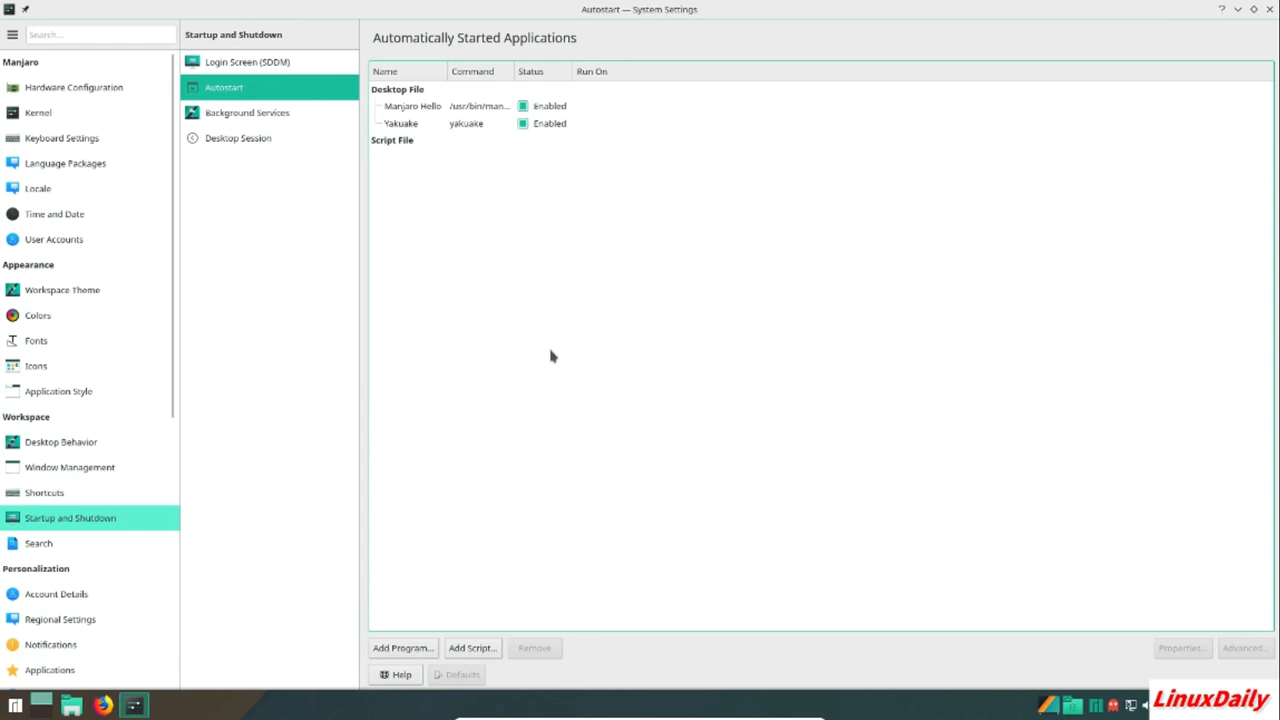 Autostart — System Settings
Search...
Startup and Shutdown
Automatically Started Applications
Manjaro
Hardware Configuration
Kernel
Keyboard Settings
Language Packages
Locale
Time and Date
User Accounts
Appearance
Workspace Theme
Colors
Fonts
Icons
Application Style
Workspace
Desktop Behavior
Window Management
Shortcuts
Startup and Shutdown
Search
Personalization
Account Details
Regional Settings
Notifications
Applications
Login Screen (SDDM)
Autostart
Background Services
Desktop Session
Name Command Status Run On
Desktop File
Manjaro Hello /usr/bin/man... Enabled
Yakuake yakuake Enabled
Script File
Add Program... Add Script... Remove Properties... Advanced...
Help Defaults
LinuxDaily